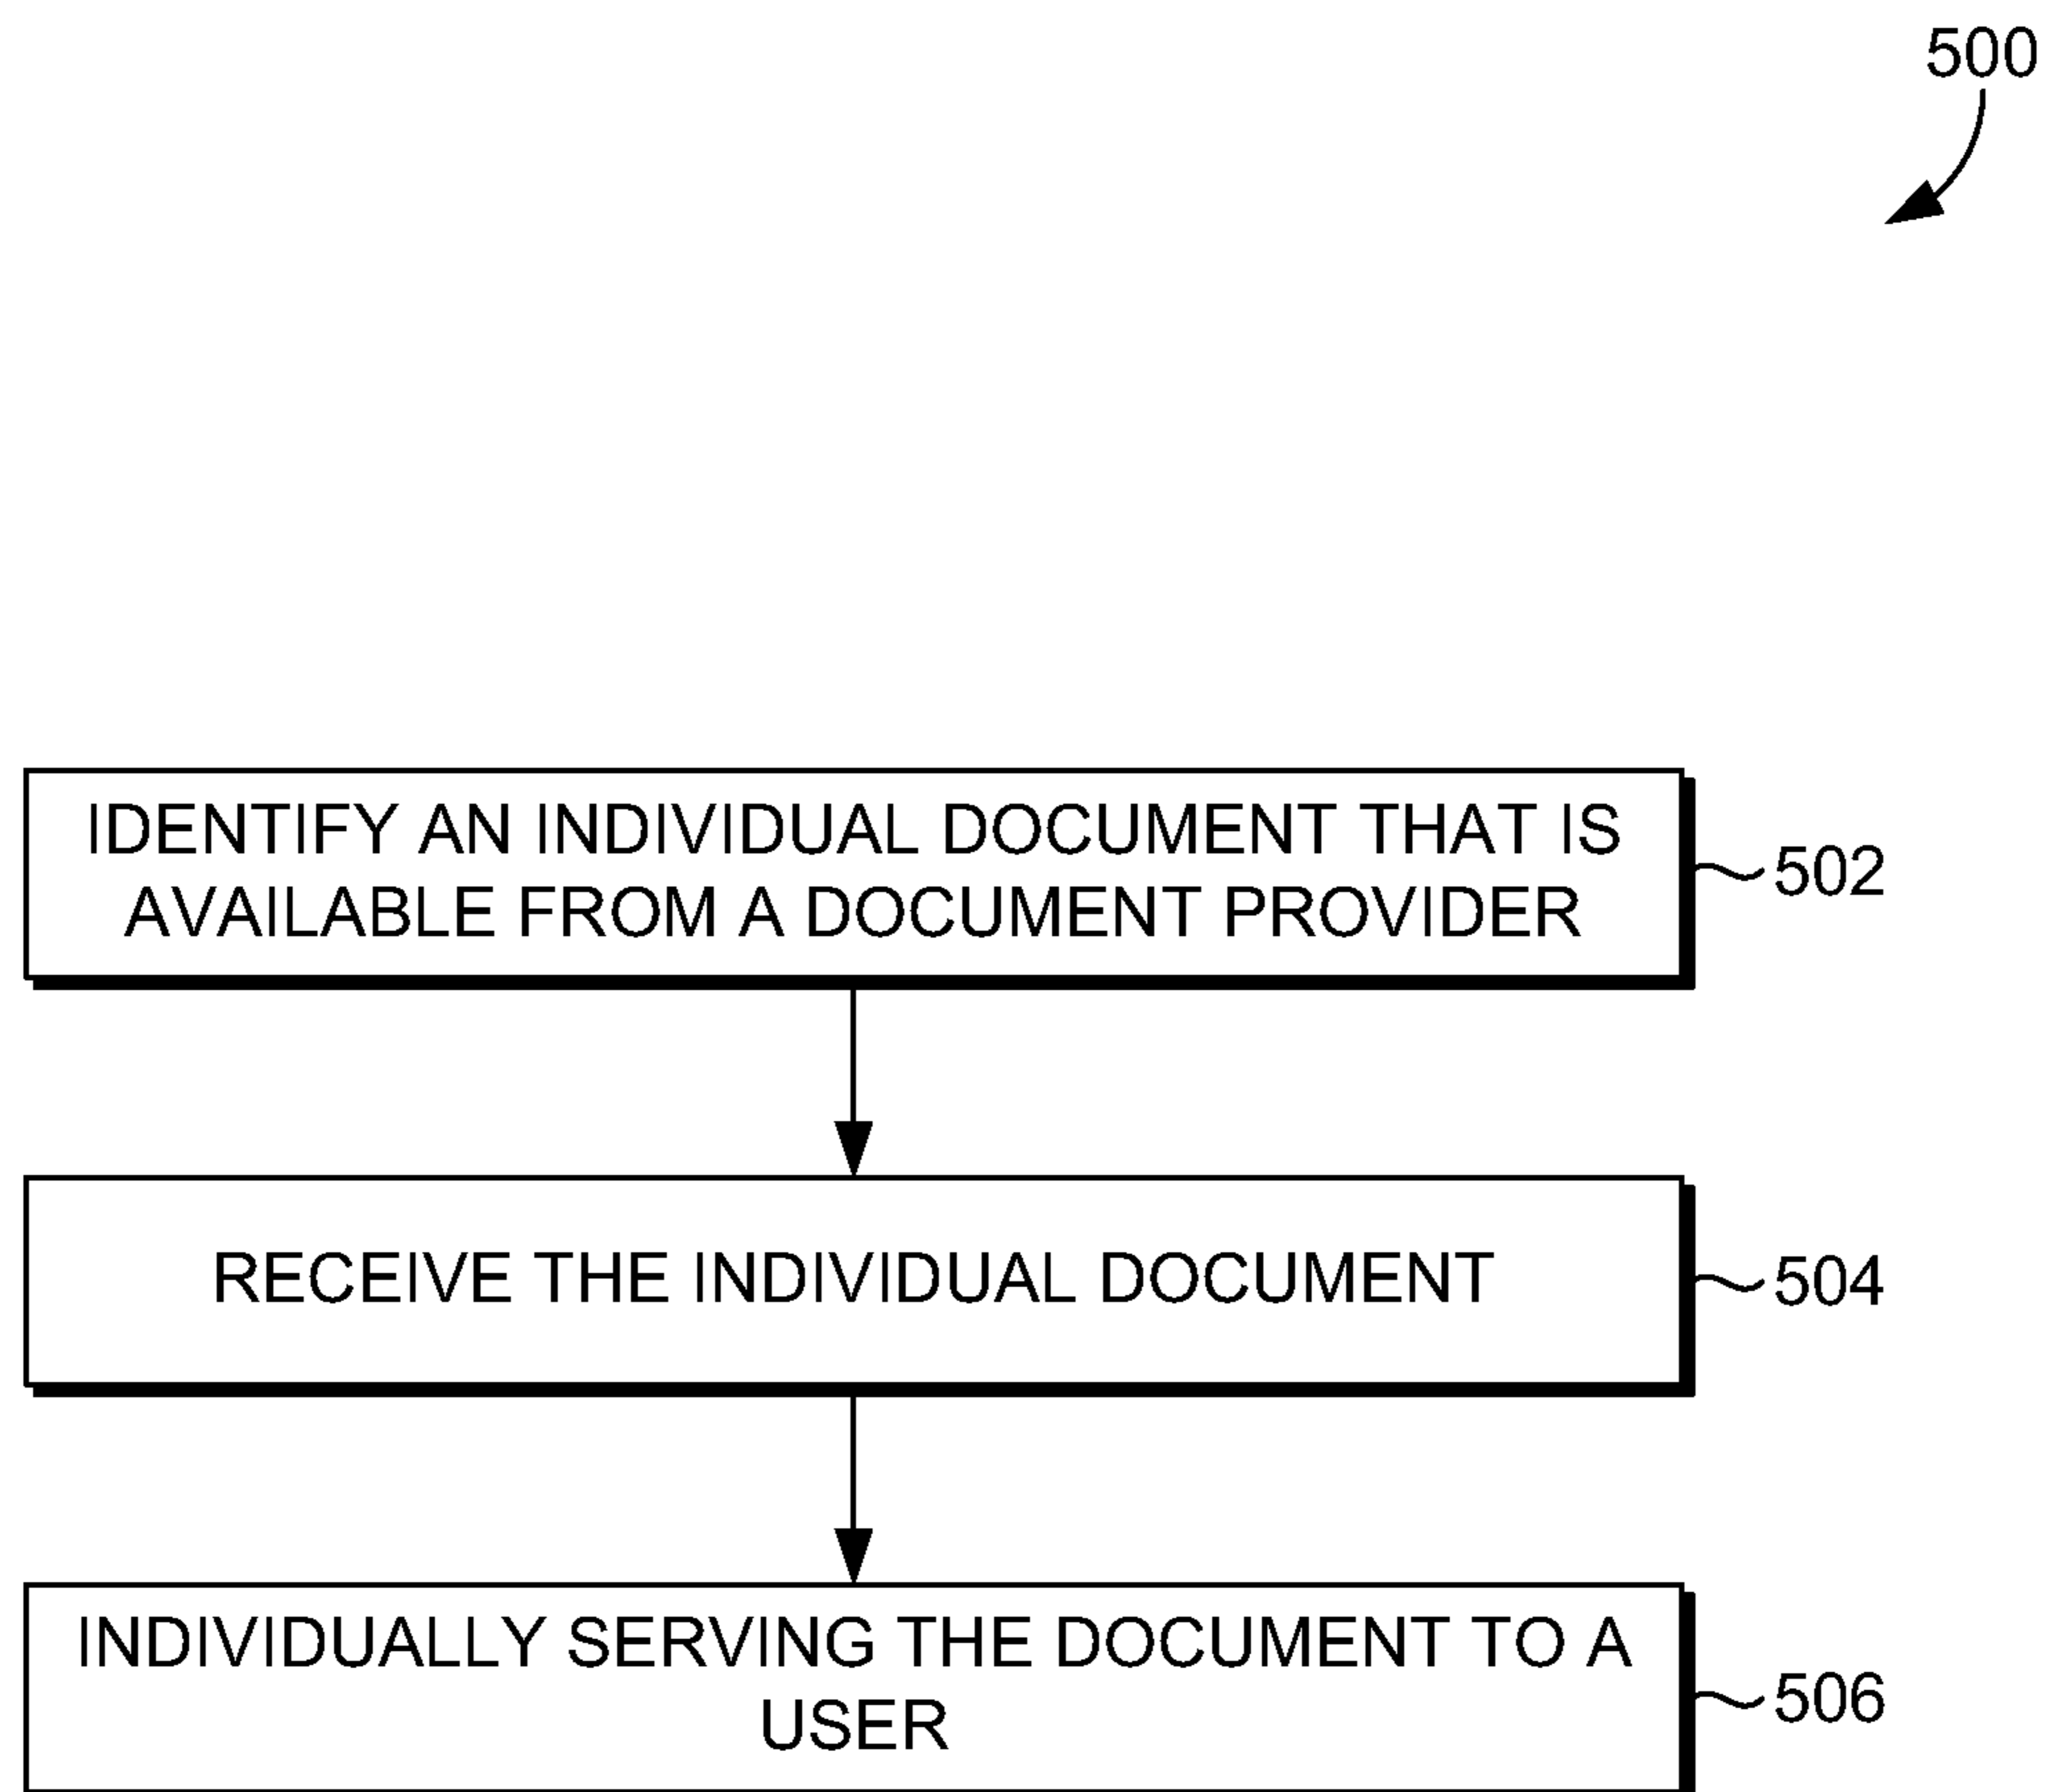 500
IDENTIFY AN INDIVIDUAL DOCUMENT THAT IS
AVAILABLE FROM A DOCUMENT PROVIDER
502
RECEIVE THE INDIVIDUAL DOCUMENT
504
INDIVIDUALLY SERVING THE DOCUMENT TO A
USER
506